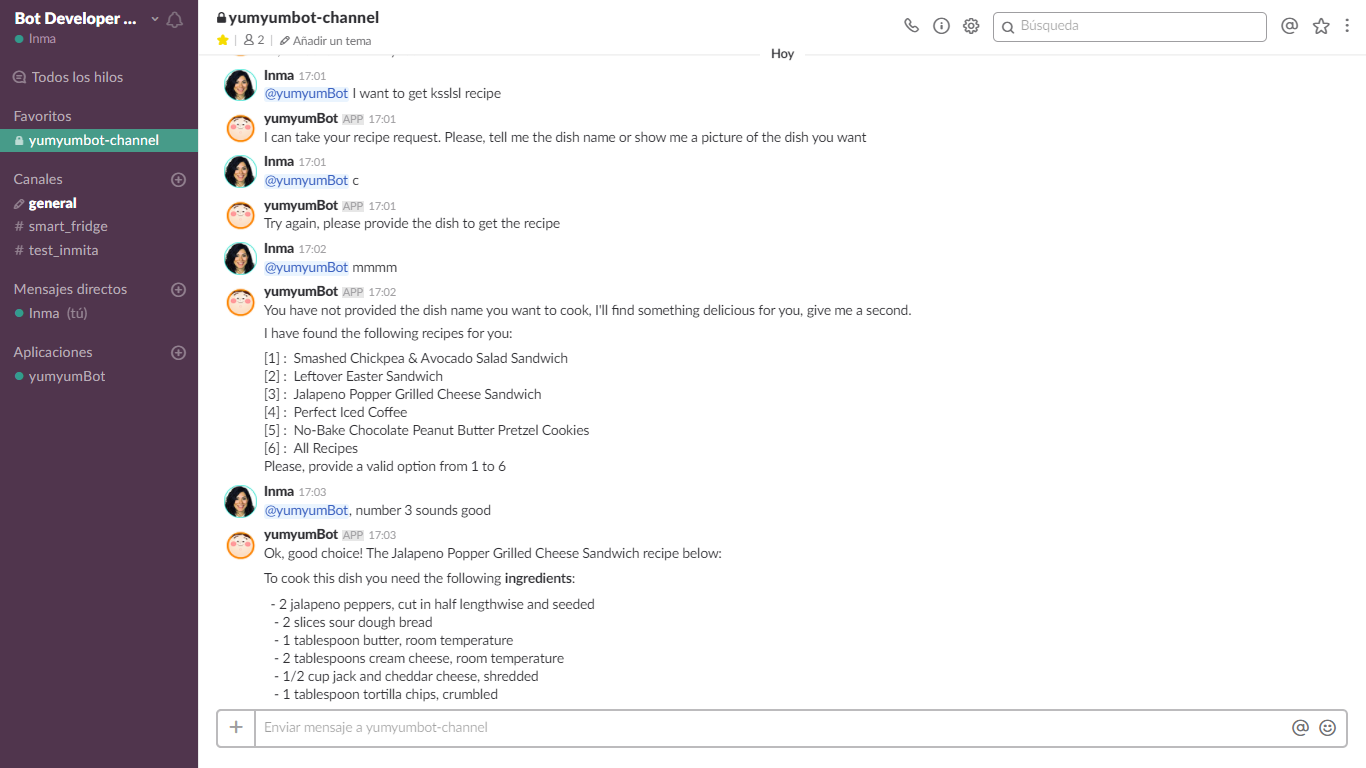 Bot Developer ...
Inma
Todos los hilos
Favoritos
yumyumbot-channel
Canales
general
# smart_fridge
# test_inmita
Mensajes directos
Inma (tú)
Aplicaciones
yumyumBot
yumyumbot-channel
2
Añadir un tema
Búsqueda
Hoy
Inma 17:01
@yumyumBot I want to get ksslsl recipe
yumyumBot APP 17:01
I can take your recipe request. Please, tell me the dish name or show me a picture of the dish you want
Inma 17:01
@yumyumBot c
yumyumBot APP 17:01
Try again, please provide the dish to get the recipe
Inma 17:02
@yumyumBot mmmm
yumyumBot APP 17:02
You have not provided the dish name you want to cook, I'll find something delicious for you, give me a second.
I have found the following recipes for you:
[1] : Smashed Chickpea & Avocado Salad Sandwich
[2] : Leftover Easter Sandwich
[3] : Jalapeno Popper Grilled Cheese Sandwich
[4] : Perfect Iced Coffee
[5] : No-Bake Chocolate Peanut Butter Pretzel Cookies
[6] : All Recipes
Please, provide a valid option from 1 to 6
Inma 17:03
@yumyumBot, number 3 sounds good
yumyumBot APP 17:03
Ok, good choice! The Jalapeno Popper Grilled Cheese Sandwich recipe below:
To cook this dish you need the following ingredients:
- 2 jalapeno peppers, cut in half lengthwise and seeded
- 2 slices sour dough bread
- 1 tablespoon butter, room temperature
- 2 tablespoons cream cheese, room temperature
- 1/2 cup jack and cheddar cheese, shredded
- 1 tablespoon tortilla chips, crumbled
Enviar mensaje a yumyumbot-channel